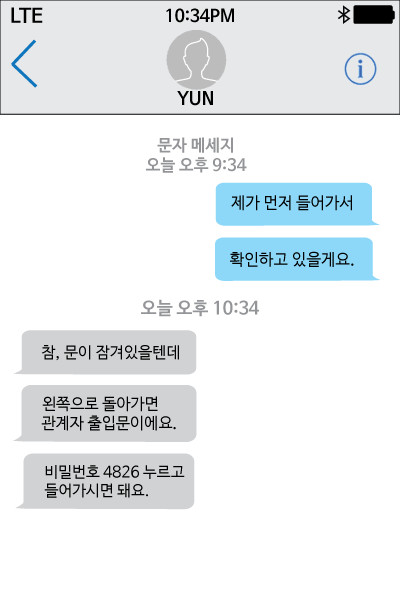 LTE 10:34PM
YUN
문자 메세지
오늘 오후 9:34
제가 먼저 들어가서
확인하고 있을게요.
오늘 오후 10:34
참, 문이 잠겨있을텐데
왼쪽으로 돌아가면
관계자 출입문이에요.
비밀번호 4826 누르고
들어가시면 돼요.